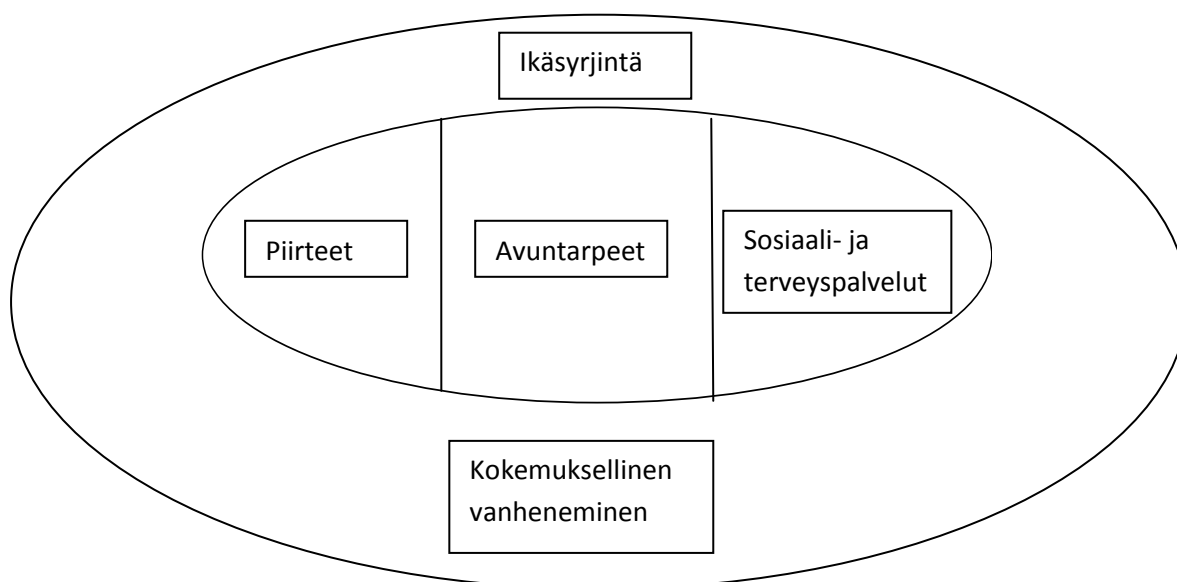 Ikäsyrjintä
Piirteet
Avuntarpeet
Sosiaali- ja
terveyspalvelut
Kokemuksellinen
vanheneminen